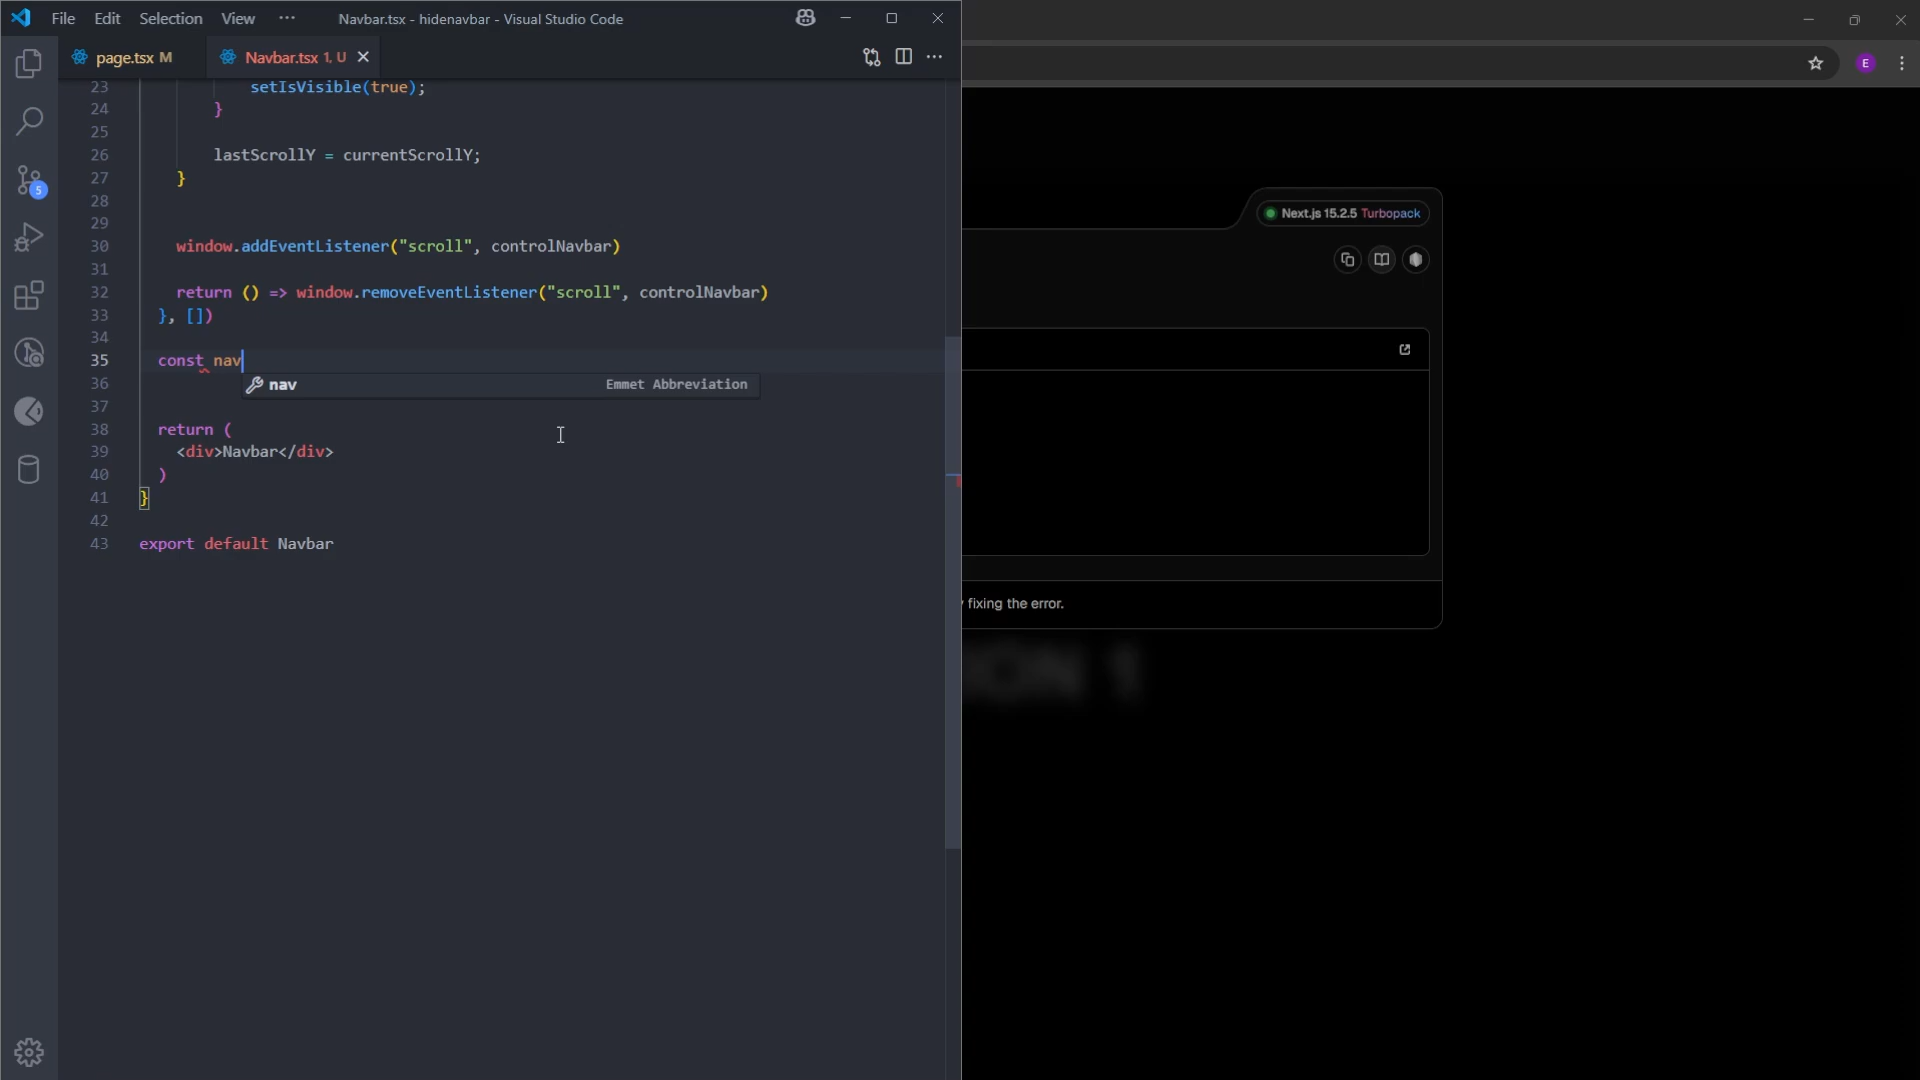 File Edit Selection View ··· Navbar.tsx - hidenavbar - Visual Studio Code
page.tsx M Navbar.tsx 1, U
23 setIsVisible(true);
24 }
25
26 lastScrollY = currentScrollY;
27 }
28
29
30 window.addEventListener("scroll", controlNavbar)
31
32 return () => window.removeEventListener("scroll", controlNavbar)
33 }, [])
34
35 const nav
36 nav Emmet Abbreviation
37
38 return (
39 <div>Navbar</div>
40 )
41 }
42
43 export default Navbar
5
E
Next.js 15.2.5 Turbopack
fixing the error.
ION 1